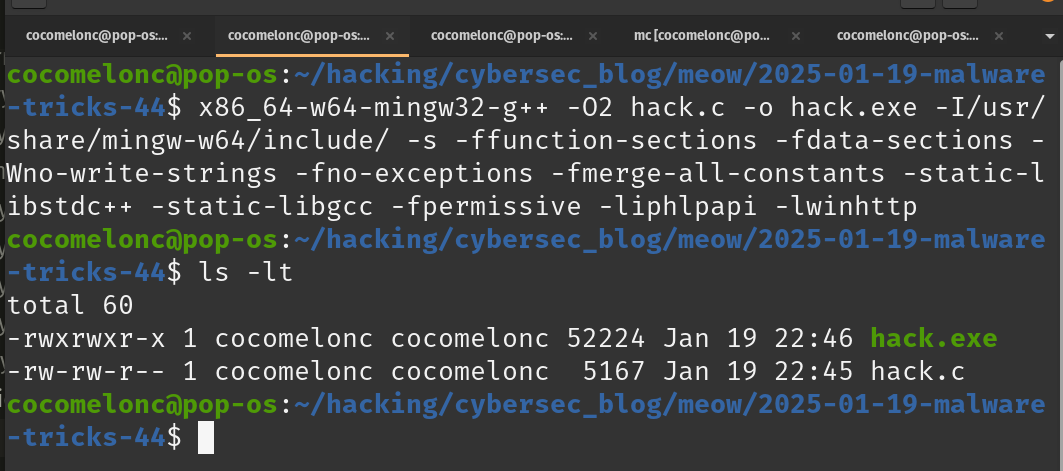 cocomelonc@pop-os:... × cocomelonc@pop-os:... × cocomelonc@pop-os:... × mc [cocomelonc@po... × cocomelonc@pop-os:... ×
cocomelonc@pop-os:~/hacking/cybersec_blog/meow/2025-01-19-malware
-tricks-44$ x86_64-w64-mingw32-g++ -O2 hack.c -o hack.exe -I/usr/
share/mingw-w64/include/ -s -ffunction-sections -fdata-sections -
Wno-write-strings -fno-exceptions -fmerge-all-constants -static-l
ibstdc++ -static-libgcc -fpermissive -liphlpapi -lwinhttp
cocomelonc@pop-os:~/hacking/cybersec_blog/meow/2025-01-19-malware
-tricks-44$ ls -lt
total 60
-rwxrwxr-x 1 cocomelonc cocomelonc 52224 Jan 19 22:46 hack.exe
-rw-rw-r-- 1 cocomelonc cocomelonc  5167 Jan 19 22:45 hack.c
cocomelonc@pop-os:~/hacking/cybersec_blog/meow/2025-01-19-malware
-tricks-44$